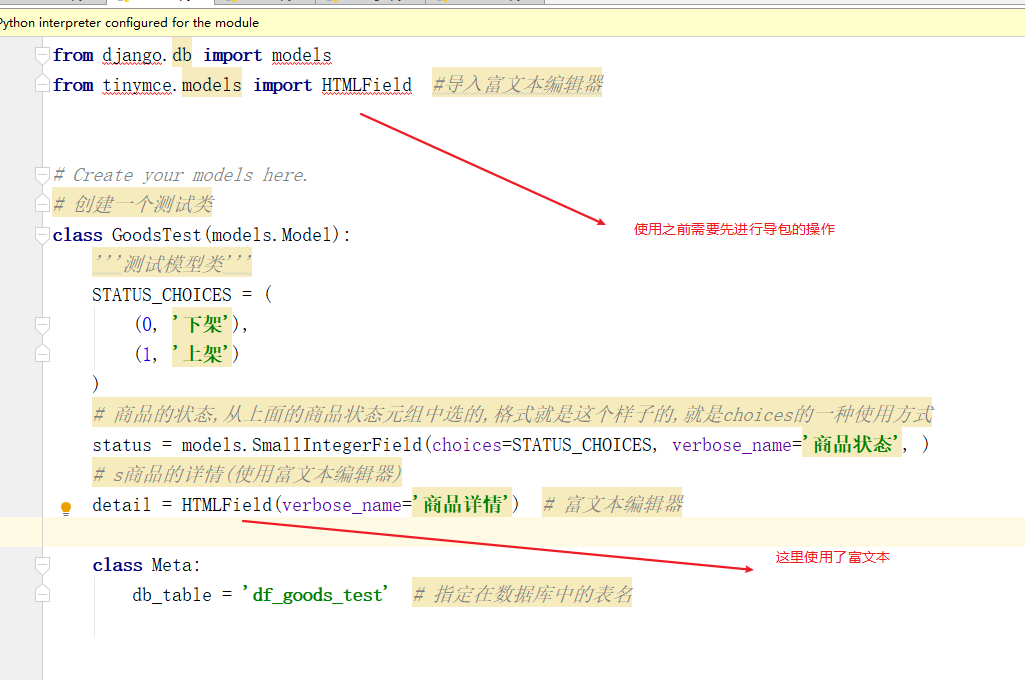 Python interpreter configured for the module
from django.db import models
from tinymce.models import HTMLField #导入富文本编辑器
# Create your models here.
使用之前需要先进行导包的操作
# 创建一个测试类
class GoodsTest(models.Model):
'''测试模型类'''
STATUS_CHOICES = (
(0, '下架'),
(1, '上架')
)
# 商品的状态,从上面的商品状态元组中选的,格式就是这个样子的,就是choices的一种使用方式
status = models.SmallIntegerField(choices=STATUS_CHOICES, verbose_name='商品状态', )
# s商品的详情(使用富文本编辑器)
detail = HTMLField(verbose_name='商品详情') # 富文本编辑器
这里使用了富文本
class Meta:
db_table = 'df_goods_test' # 指定在数据库中的表名